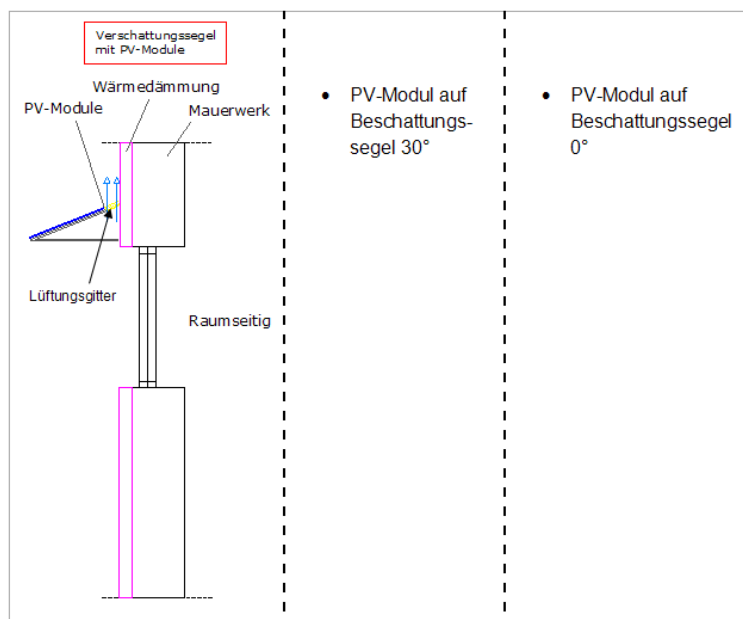 Verschattungssegel
mit PV-Module
Wärmedämmung
PV-Module
Mauerwerk
Lüftungsgitter
Raumseitig
• PV-Modul auf
Beschattungs-
segel 30°
• PV-Modul auf
Beschattungssegel
0°